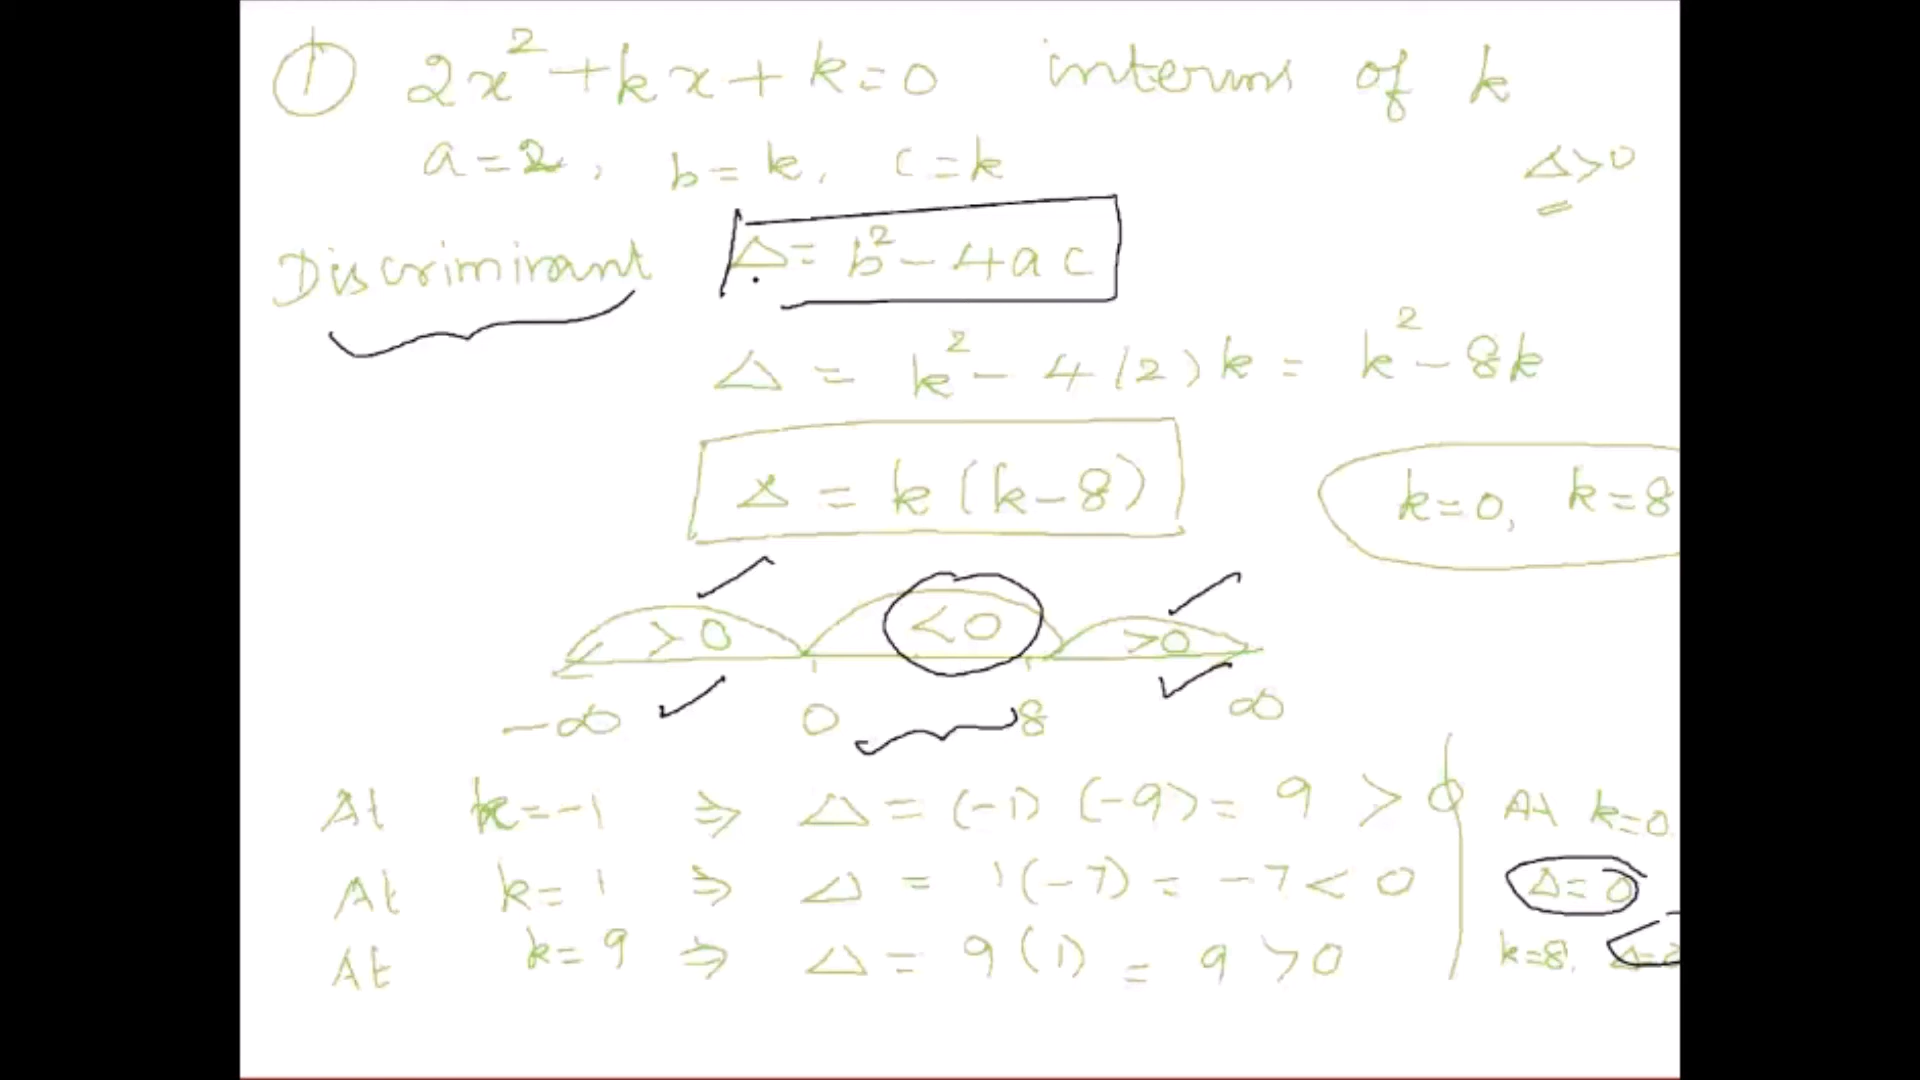 ① 2x² + kx + k = 0 interms of k
a = 2, b = k, c = k Δ>0
Discriminant Δ = b² - 4ac
Δ = k² - 4(2)k = k² - 8k
Δ = k(k-8) k=0, k=8
>0 <0 >0
-∞ 0 8 ∞
At k=-1 ⇒ Δ = (-1)(-9) = 9 > 0 At k=0
At k=1 ⇒ Δ = 1(-7) = -7 < 0 Δ=0
At k=9 ⇒ Δ = 9(1) = 9 >0 k=8,